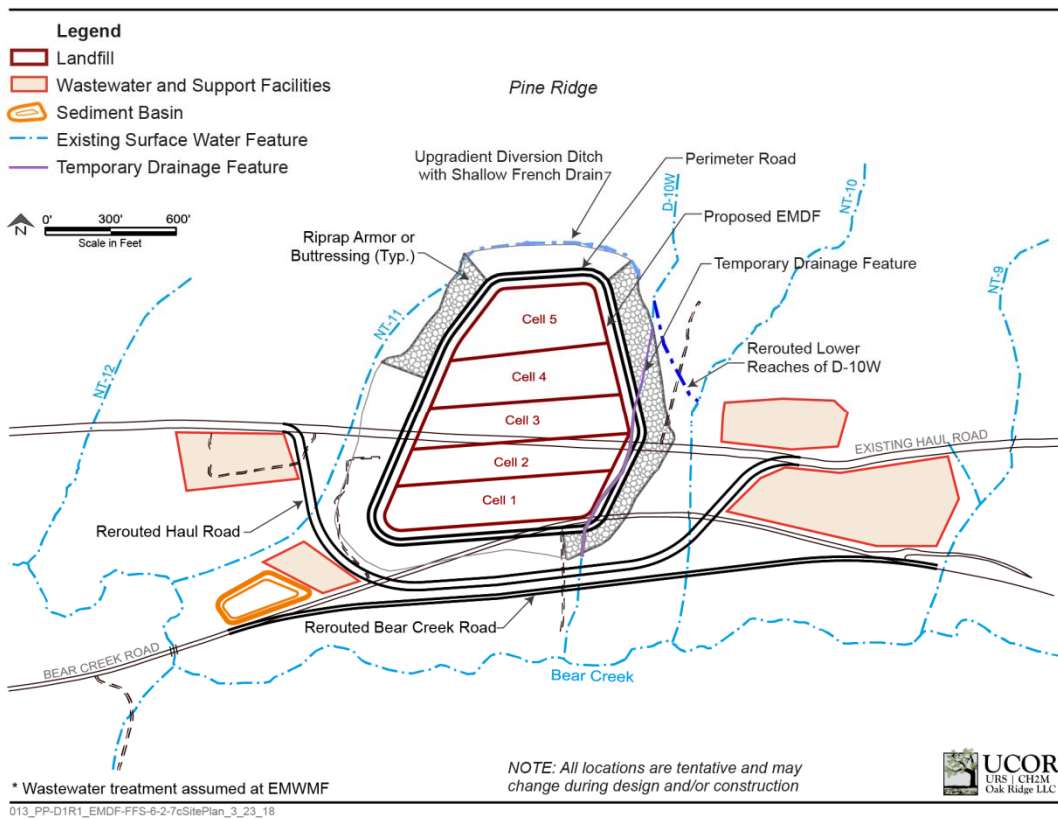 Legend
Landfill
Wastewater and Support Facilities
Sediment Basin
Existing Surface Water Feature
Temporary Drainage Feature
N
0' 300' 600'
Scale in Feet
Pine Ridge
Upgradient Diversion Ditch
with Shallow French Drain
Perimeter Road
D-10W
NT-10
Proposed EMDF
Riprap Armor or
Buttressing (Typ.)
Temporary Drainage Feature
NT-9
NT-11
NT-12
Cell 5
Cell 4
Cell 3
Cell 2
Cell 1
Rerouted Lower
Reaches of D-10W
EXISTING HAUL ROAD
Rerouted Haul Road
Rerouted Bear Creek Road
BEAR CREEK ROAD
Bear Creek
* Wastewater treatment assumed at EMWMF
NOTE: All locations are tentative and may
change during design and/or construction
UCOR
URS | CH2M
Oak Ridge LLC
013_PP-D1R1_EMDF-FFS-6-2-7cSitePlan_3_23_18